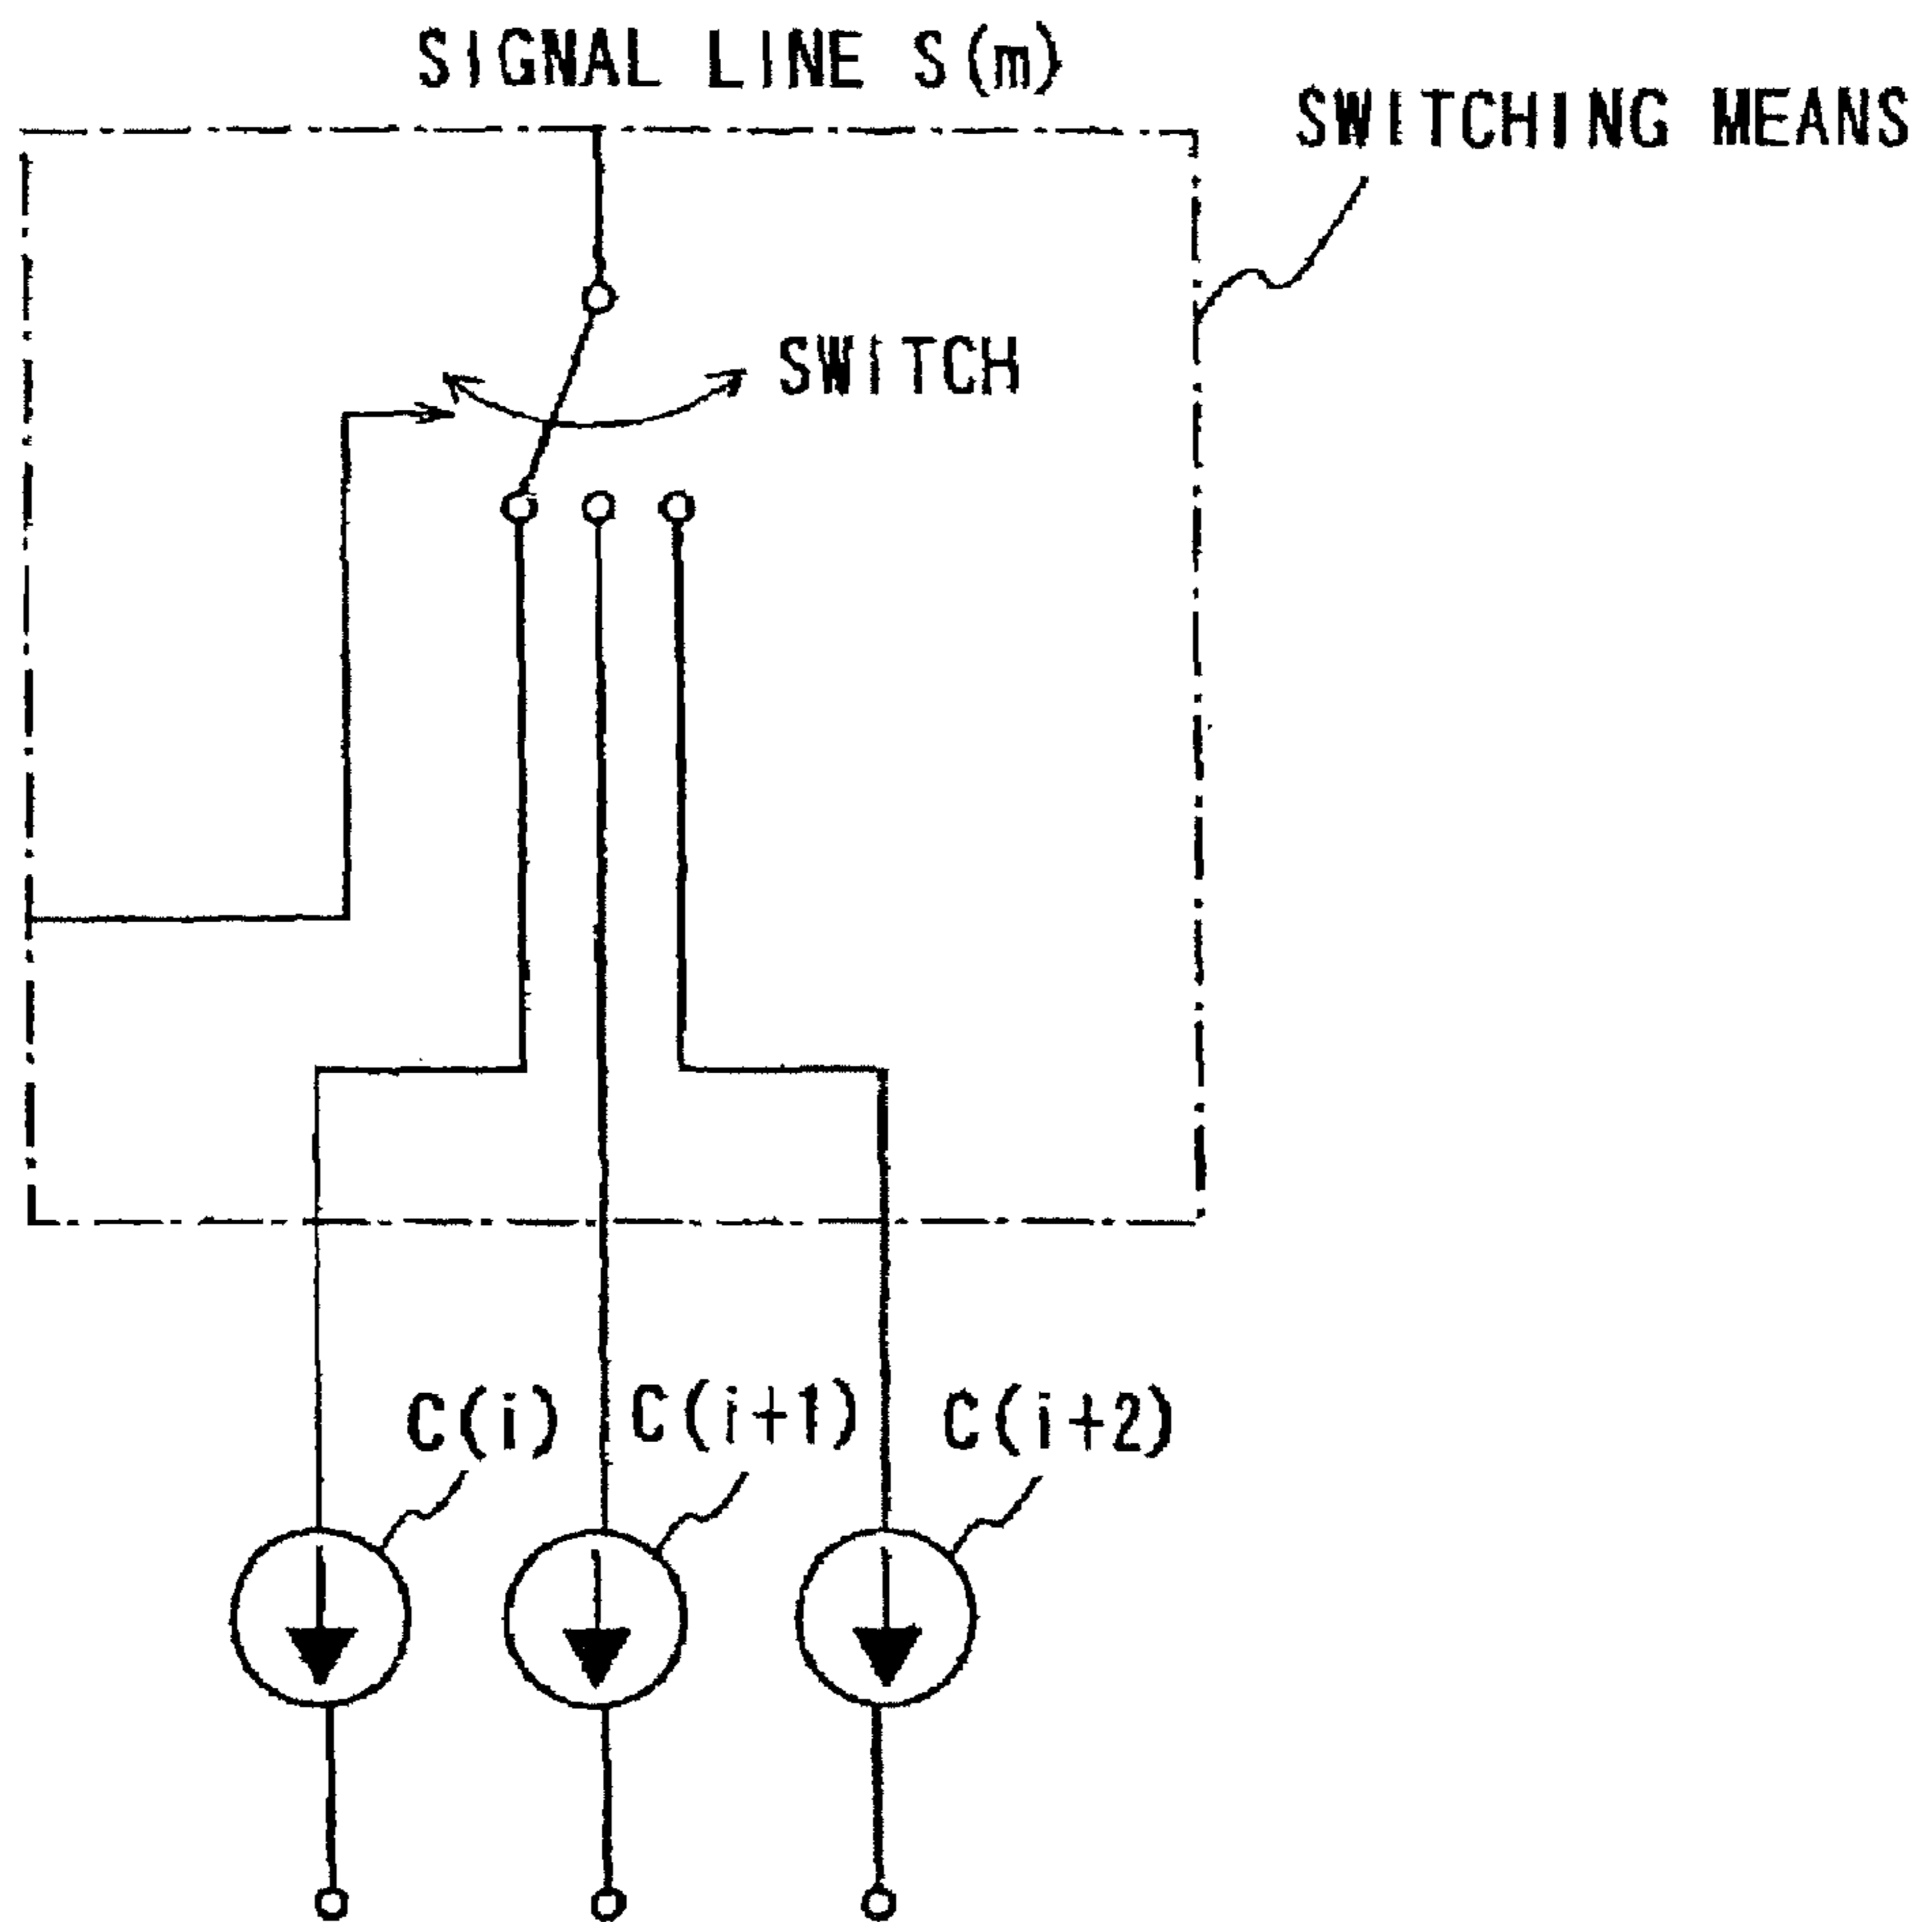 SIGNAL LINE S(m)
SWITCHING MEANS
SWITCH
C(i) C(i+1) C(i+2)